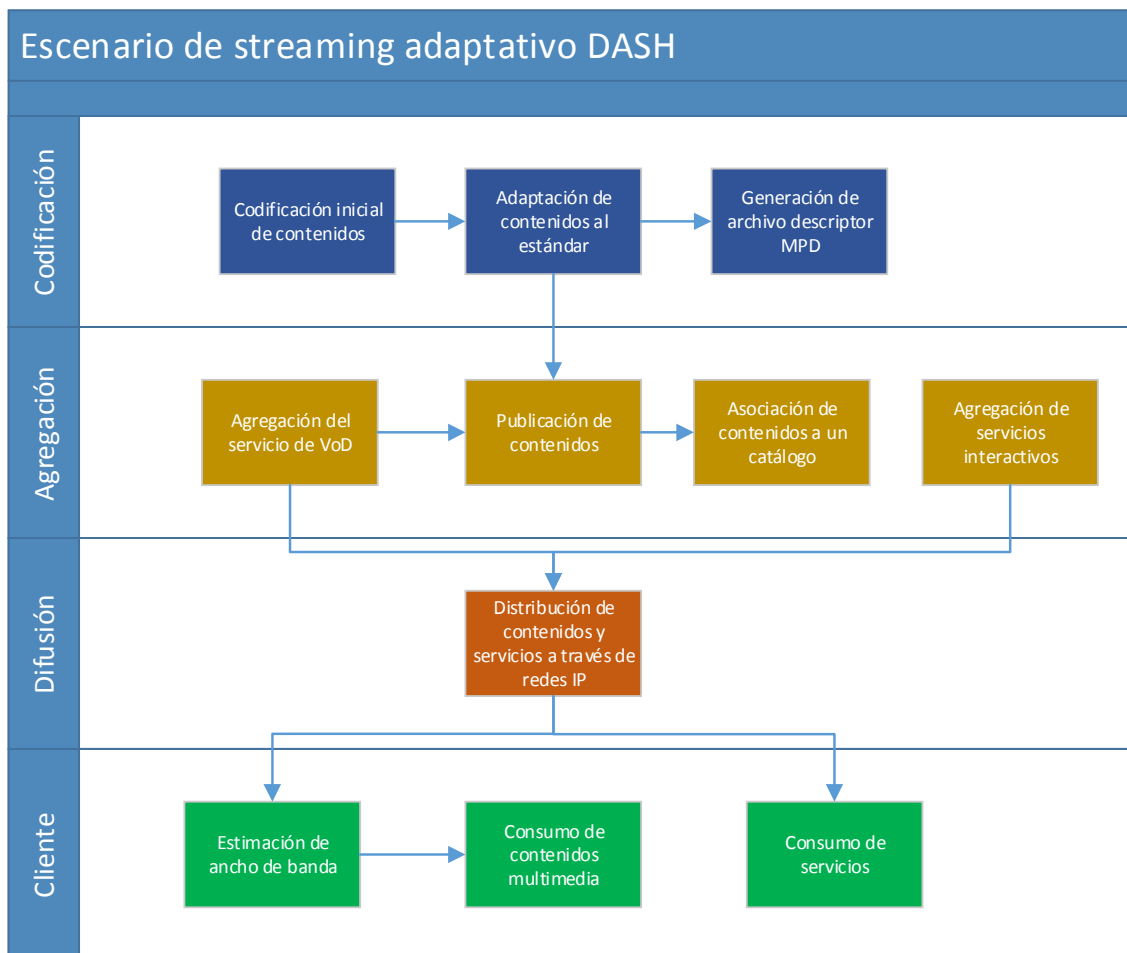 Escenario de streaming adaptativo DASH
Codificación
Codificación inicial
de contenidos
Adaptación de
contenidos al
estándar
Generación de
archivo descriptor
MPD
Agregación
Agregación del
servicio de VoD
Publicación de
contenidos
Asociación de
contenidos a un
catálogo
Agregación de
servicios
interactivos
Difusión
Distribución de
contenidos y
servicios a través de
redes IP
Cliente
Estimación de
ancho de banda
Consumo de
contenidos
multimedia
Consumo de
servicios